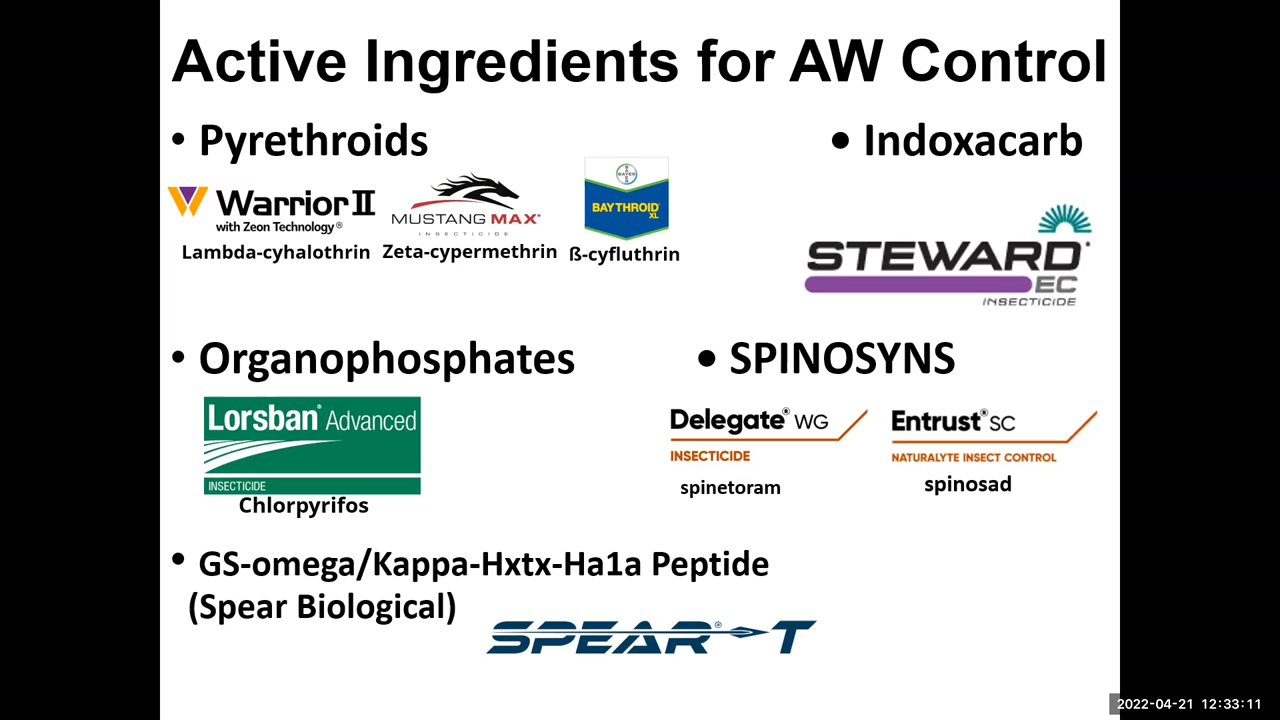 Active Ingredients for AW Control
• Pyrethroids
Warrior II
with Zeon Technology®
Lambda-cyhalothrin
MUSTANG MAX®
INSECTICIDE
Zeta-cypermethrin
BAYER
BAYER
BAYTHROID®
XL
ß-cyfluthrin
• Indoxacarb
STEWARD®
EC
INSECTICIDE
• Organophosphates
Lorsban® Advanced
INSECTICIDE
Chlorpyrifos
• SPINOSYNS
Delegate® WG
INSECTICIDE
spinetoram
Entrust® SC
NATURALYTE INSECT CONTROL
spinosad
• GS-omega/Kappa-Hxtx-Ha1a Peptide
(Spear Biological)
SPEAR® T
2022-04-21 12:33:11